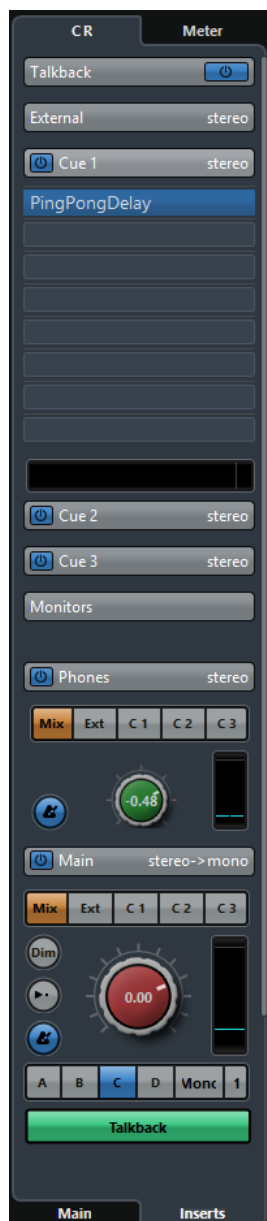 CR Meter
Talkback
External stereo
Cue 1 stereo
PingPongDelay
Cue 2 stereo
Cue 3 stereo
Monitors
Phones stereo
Mix Ext C 1 C 2 C 3
-0.48
Main stereo->mono
Mix Ext C 1 C 2 C 3
Dim
0.00
A B C D Monc 1
Talkback
Main Inserts